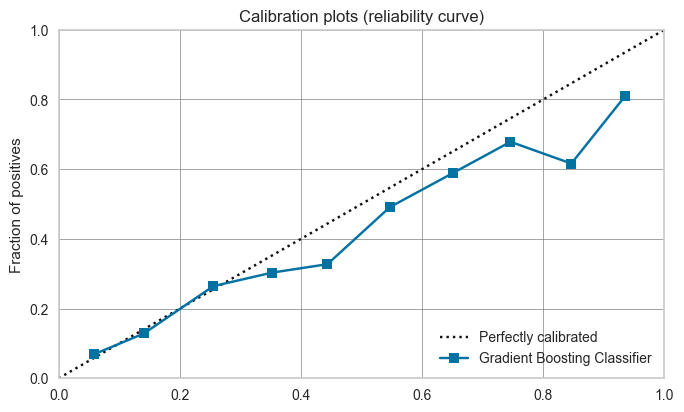 Calibration plots (reliability curve)
1.0
0.8
0.6
0.4
0.2
0.0
Fraction of positives
Perfectly calibrated
Gradient Boosting Classifier
0.0 0.2 0.4 0.6 0.8 1.0